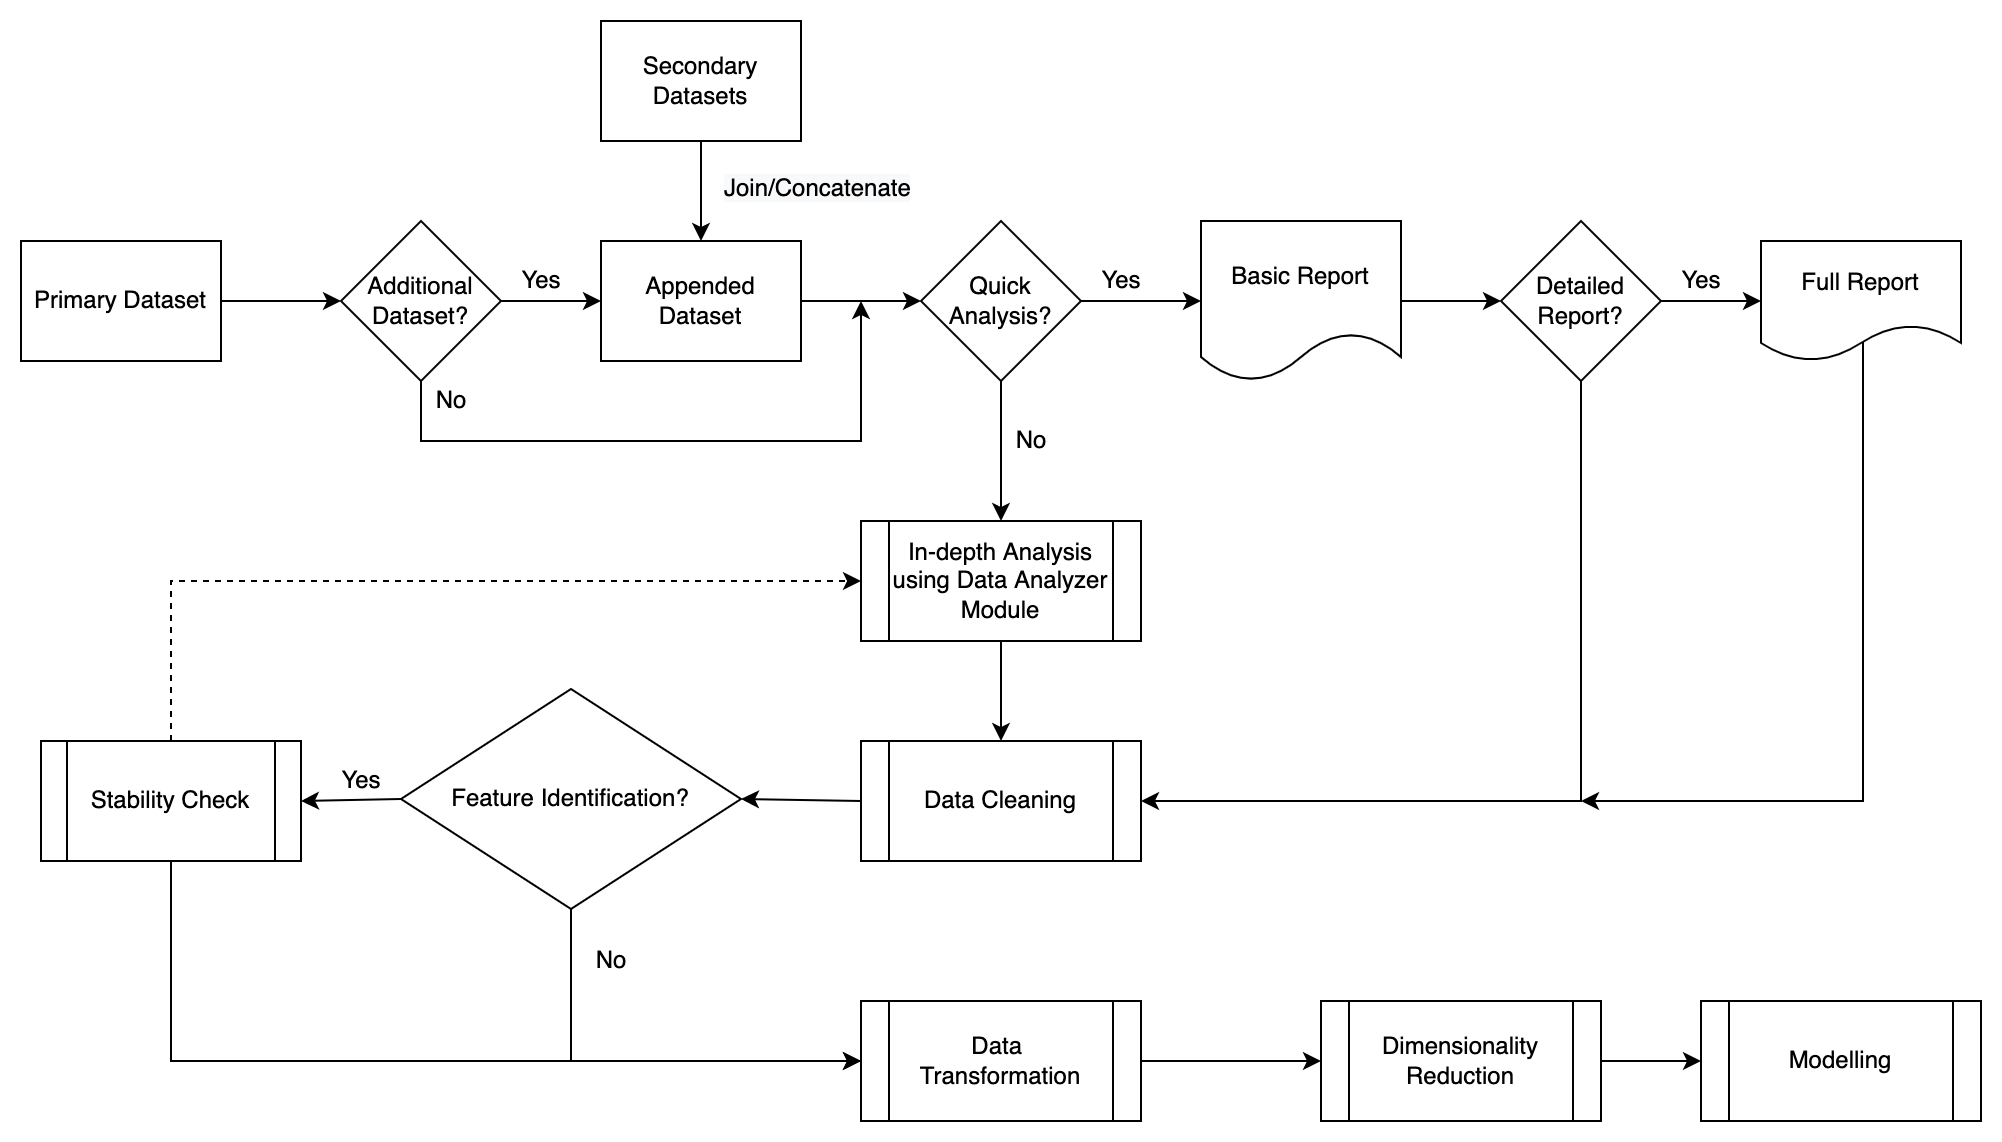 Secondary
Datasets
Join/Concatenate
Primary Dataset
Additional
Dataset?
Yes
Appended
Dataset
Quick
Analysis?
Yes
Basic Report
Detailed
Report?
Yes
Full Report
No
No
In-depth Analysis
using Data Analyzer
Module
Stability Check
Yes
Feature Identification?
Data Cleaning
No
Data
Transformation
Dimensionality
Reduction
Modelling